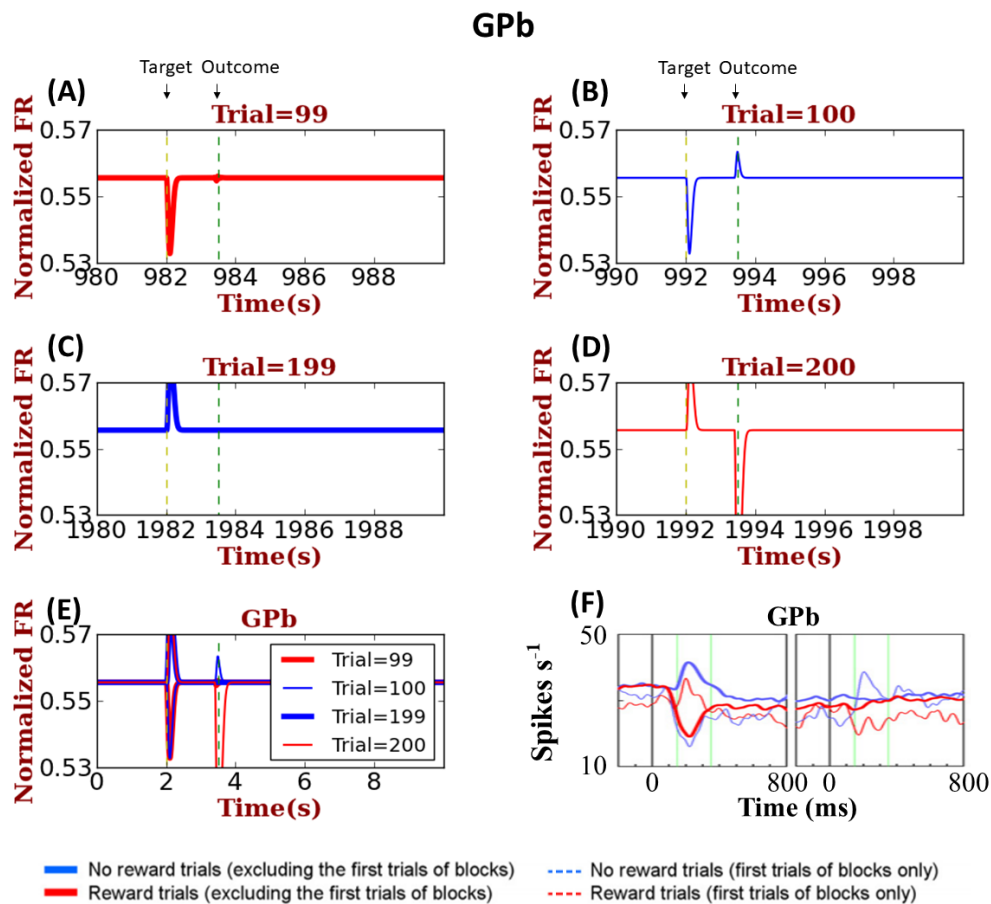 GPb
Target Outcome
(A)
Trial=99
Normalized FR
0.57
0.55
0.53
980 982 984 986 988
Time(s)
Target Outcome
(B)
Trial=100
Normalized FR
0.57
0.55
0.53
990 992 994 996 998
Time(s)
(C)
Trial=199
Normalized FR
0.57
0.55
0.53
1980 1982 1984 1986 1988
Time(s)
(D)
Trial=200
Normalized FR
0.57
0.55
0.53
1990 1992 1994 1996 1998
Time(s)
(E)
GPb
Normalized FR
0.57
0.55
0.53
0 2 4 6 8
Time(s)
Trial=99
Trial=100
Trial=199
Trial=200
(F)
GPb
Spikes s⁻¹
50
10
0 800 0 800
Time (ms)
No reward trials (excluding the first trials of blocks)
Reward trials (excluding the first trials of blocks)
No reward trials (first trials of blocks only)
Reward trials (first trials of blocks only)